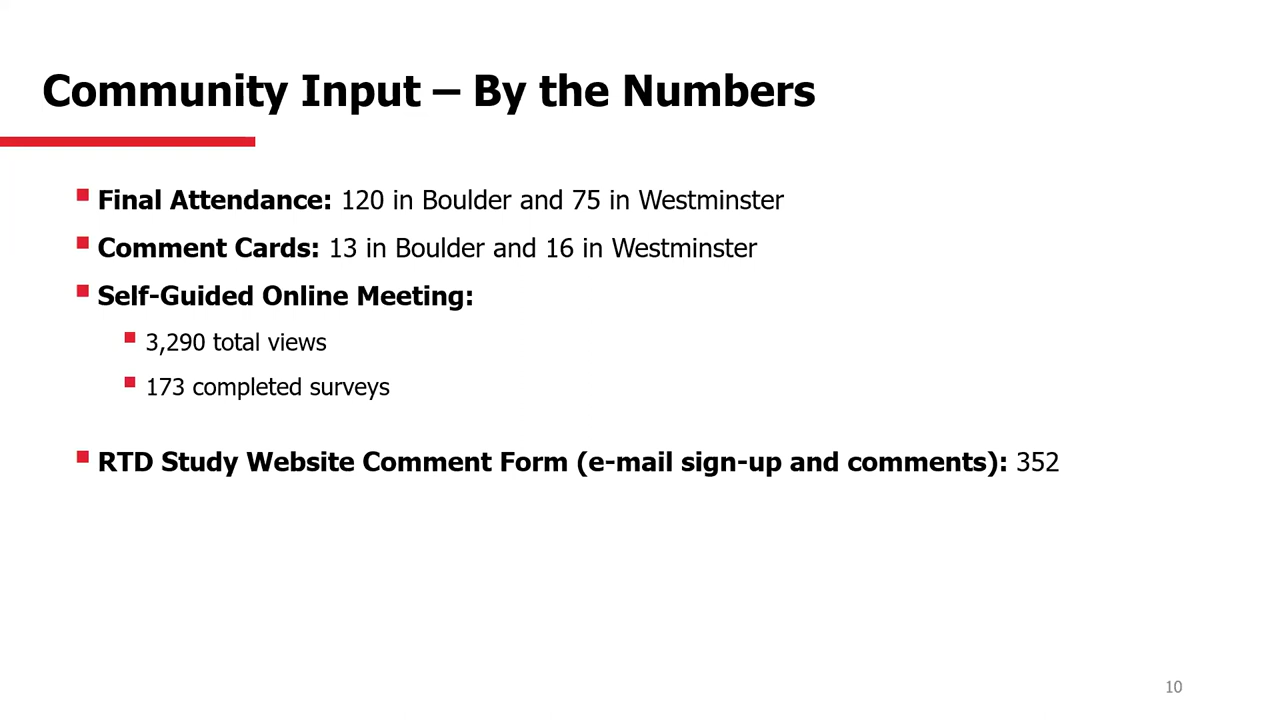 Community Input – By the Numbers
Final Attendance: 120 in Boulder and 75 in Westminster
Comment Cards: 13 in Boulder and 16 in Westminster
Self-Guided Online Meeting:
3,290 total views
173 completed surveys
RTD Study Website Comment Form (e-mail sign-up and comments): 352
10